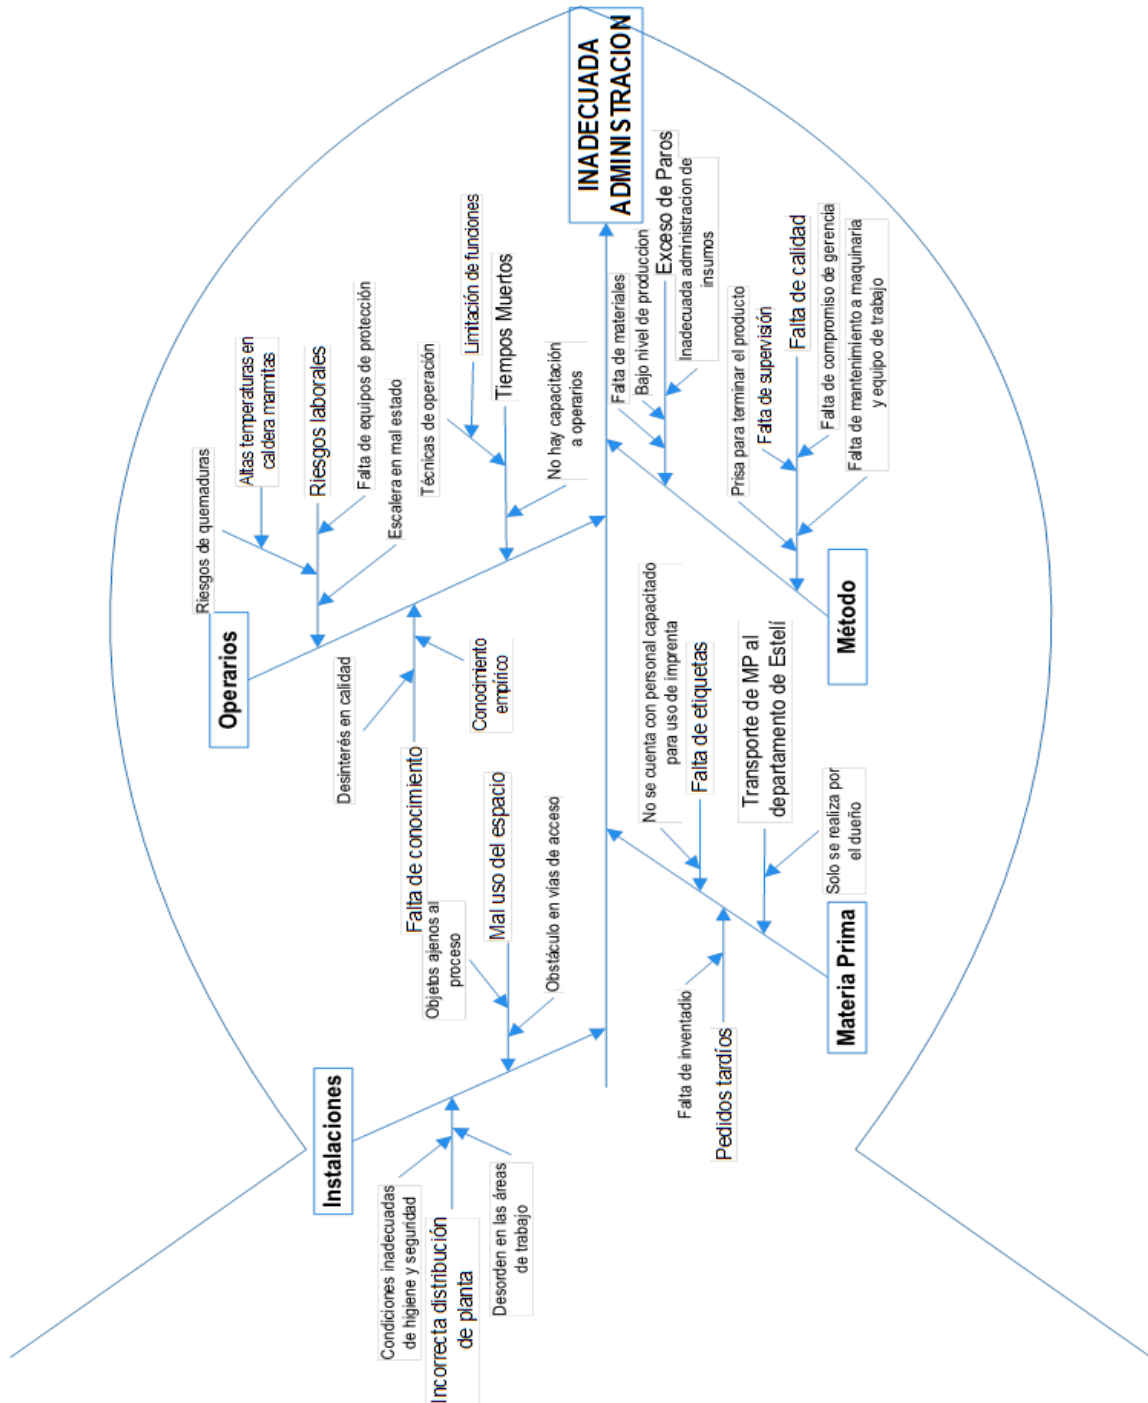 INADECUADA
ADMINISTRACION
Operarios
Riesgos de quemaduras
Altas temperaturas en
caldera marmitas
Riesgos laborales
Falta de equipos de protección
Escalera en mal estado
Técnicas de operación
Limitación de funciones
Tiempos Muertos
No hay capacitación
a operarios
Desinterés en calidad
Conocimiento
empírico
Falta de conocimiento
Instalaciones
Objetos ajenos al
proceso
Mal uso del espacio
Obstáculo en vías de acceso
Condiciones inadecuadas
de higiene y seguridad
Incorrecta distribución
de planta
Desorden en las áreas
de trabajo
Método
Falta de materiales
Bajo nivel de produccion
Exceso de Paros
Inadecuada administracion de
insumos
Prisa para terminar el producto
Falta de supervisión
Falta de calidad
Falta de compromiso de gerencia
Falta de mantenimiento a maquinaria
y equipo de trabajo
Materia Prima
No se cuenta con personal capacitado
para uso de imprenta
Falta de etiquetas
Transporte de MP al
departamento de Estelí
Solo se realiza por
el dueño
Falta de inventadio
Pedidos tardíos